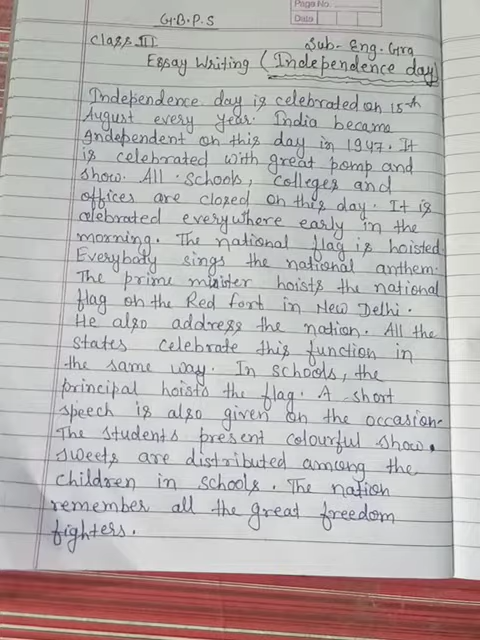 G.B.P.S
Page No.
Date
Class III
Sub- Eng. Gra
Essay Writing (Independence day)
Independence day is celebrated on 15th
August every year. India became
independent on this day in 1947. It
is celebrated with great pomp and
show. All schools, colleges and
offices are closed on this day. It is
celebrated everywhere early in the
morning. The national flag is hoisted
Everybaty sings the national anthem.
The prime minister hoists the national
flag on the Red fort in New Delhi.
He also address the nation. All the
states celebrate this function in
the same way. In schools, the
principal hoists the flag. A short
speech is also given on the occasion.
The students present colourful show.
sweets are distributed among the
children in schools. The nation
remember all the great freedom
fighters.